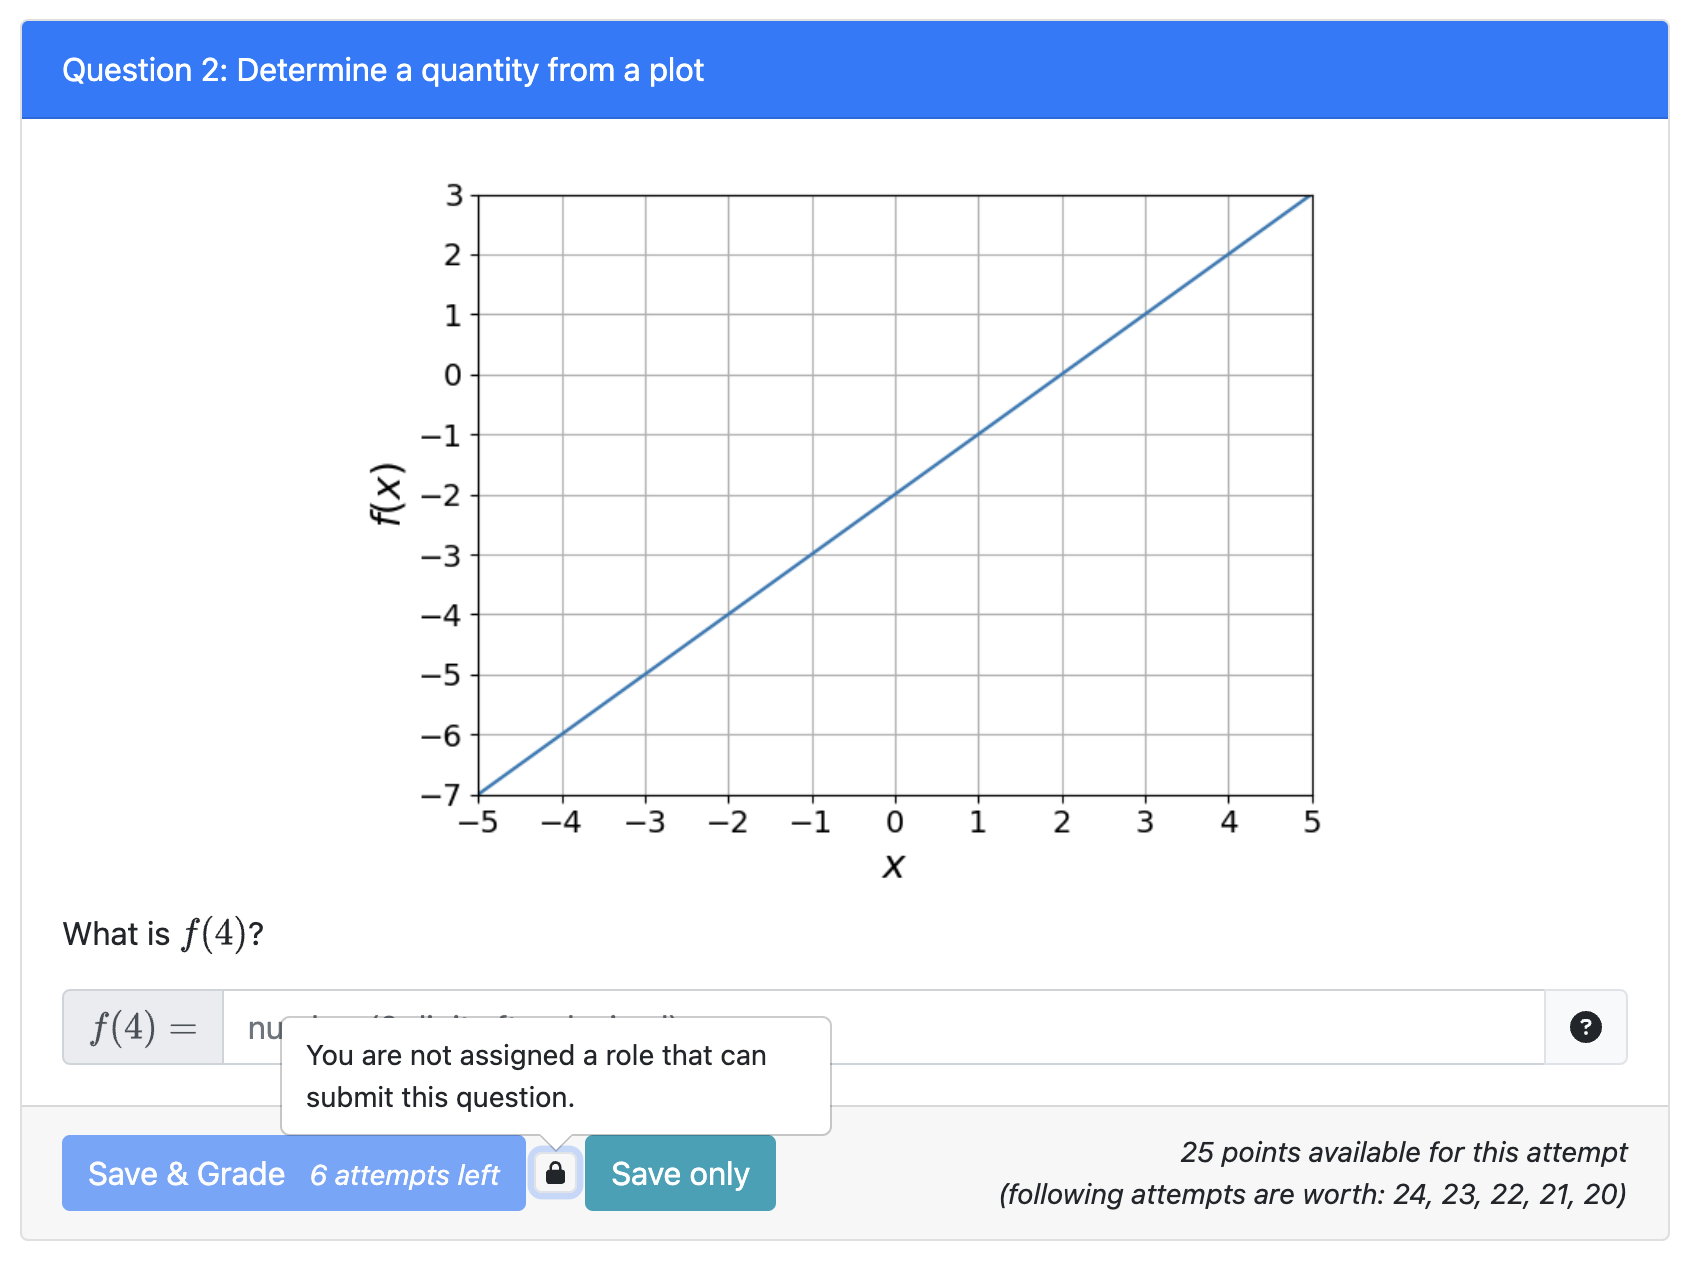 Question 2: Determine a quantity from a plot
3
2
1
0
−1
−2
−3
−4
−5
−6
−7
f(x)
−5 −4 −3 −2 −1 0 1 2 3 4 5
x
What is f(4)?
f(4) =
?
You are not assigned a role that can
submit this question.
Save & Grade 6 attempts left
Save only
25 points available for this attempt
(following attempts are worth: 24, 23, 22, 21, 20)